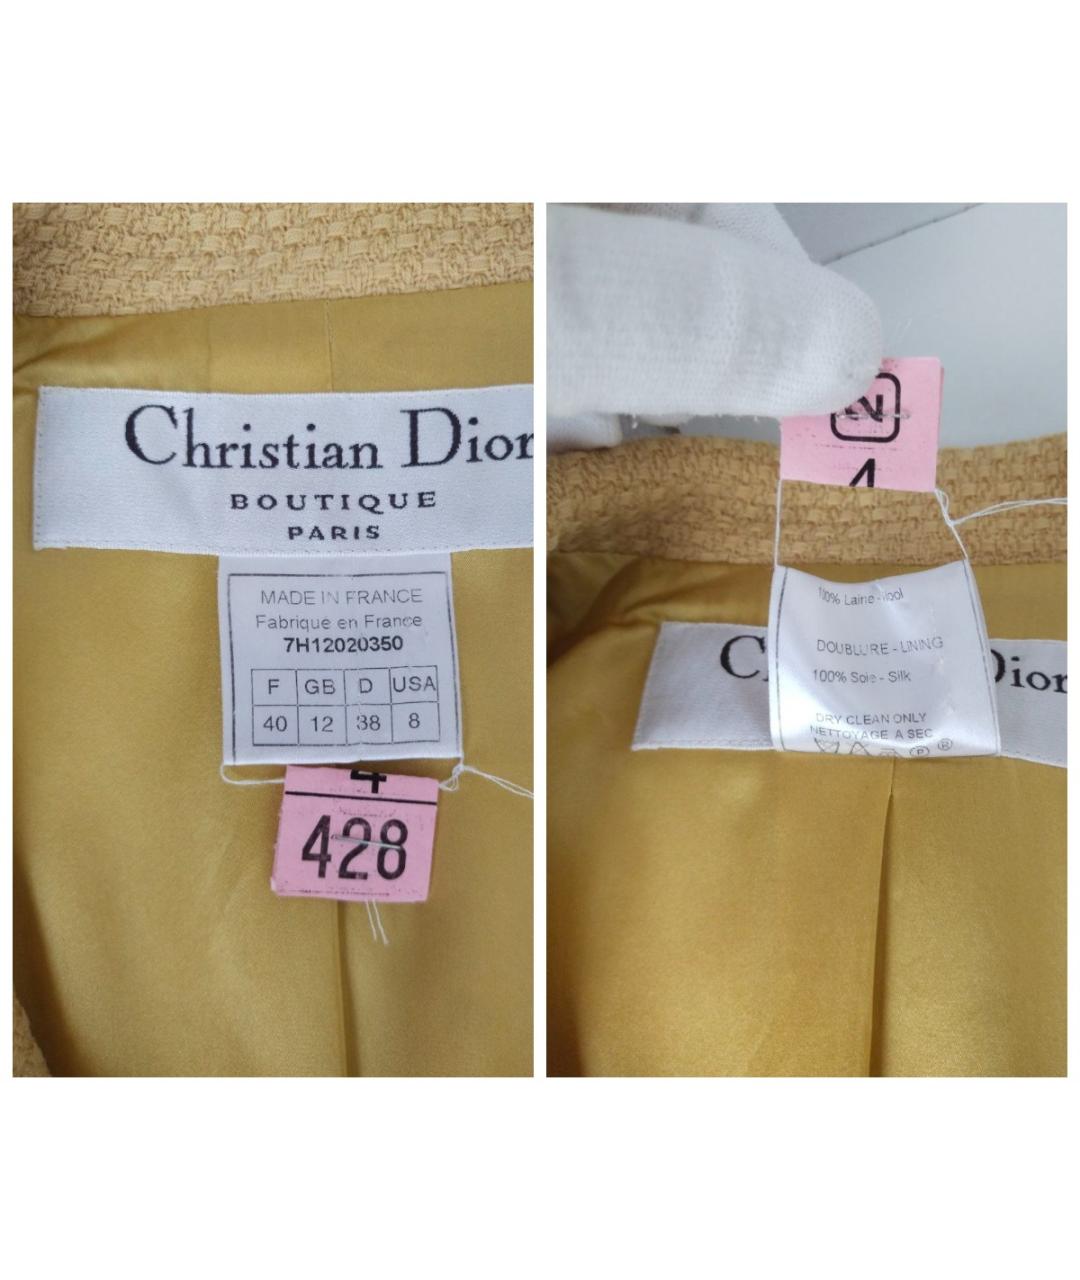 Christian Dior
BOUTIQUE
PARIS
MADE IN FRANCE
Fabriqué en France
7H12020350
F GB D USA
40 12 38 8
4
428
N
4
100% Laine - Wool
DOUBLURE - LINING
100% Soie - Silk
DRY CLEAN ONLY
NETTOYAGE A SEC
P R
C Dior